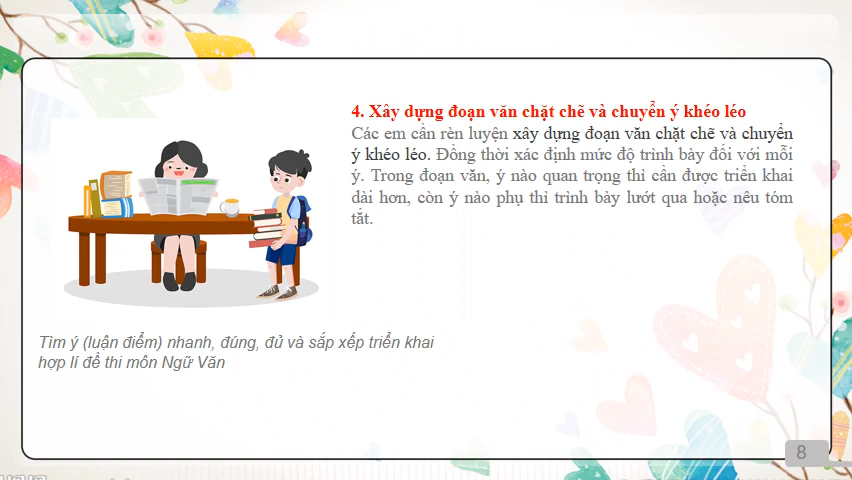 4. Xây dựng đoạn văn chặt chẽ và chuyển ý khéo léo
Các em cần rèn luyện xây dựng đoạn văn chặt chẽ và chuyển
ý khéo léo. Đồng thời xác định mức độ trình bày đối với mỗi
ý. Trong đoạn văn, ý nào quan trọng thì cần được triển khai
dài hơn, còn ý nào phụ thì trình bày lướt qua hoặc nêu tóm
tắt.
Tìm ý (luận điểm) nhanh, đúng, đủ và sắp xếp triển khai
hợp lí đề thi môn Ngữ Văn
8